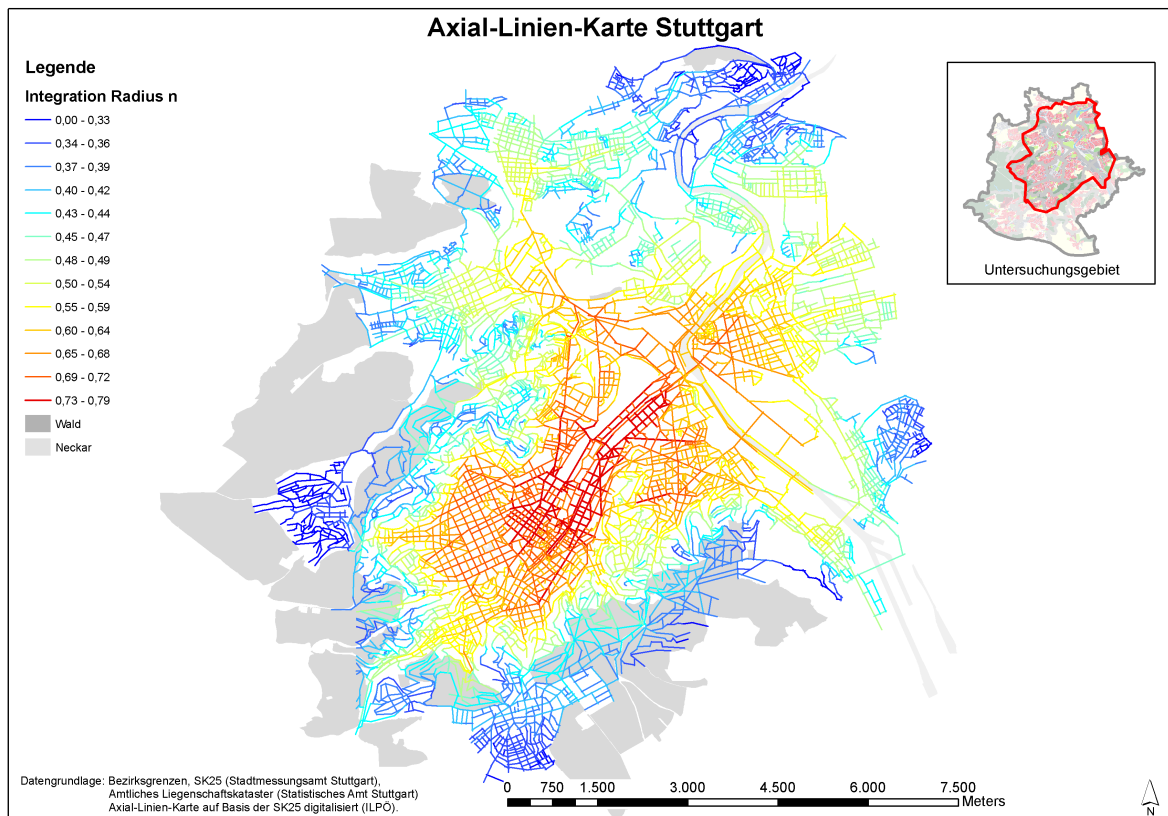 Axial-Linien-Karte Stuttgart
Legende
Integration Radius n
0,00 - 0,33
0,34 - 0,36
0,37 - 0,39
0,40 - 0,42
0,43 - 0,44
0,45 - 0,47
0,48 - 0,49
0,50 - 0,54
0,55 - 0,59
0,60 - 0,64
0,65 - 0,68
0,69 - 0,72
0,73 - 0,79
Wald
Neckar
Untersuchungsgebiet
Datengrundlage: Bezirksgrenzen, SK25 (Stadtmessungsamt Stuttgart),
Amtliches Liegenschaftskataster (Statistisches Amt Stuttgart)
Axial-Linien-Karte auf Basis der SK25 digitalisiert (ILPÖ).
0 750 1.500 3.000 4.500 6.000 7.500
Meters
N